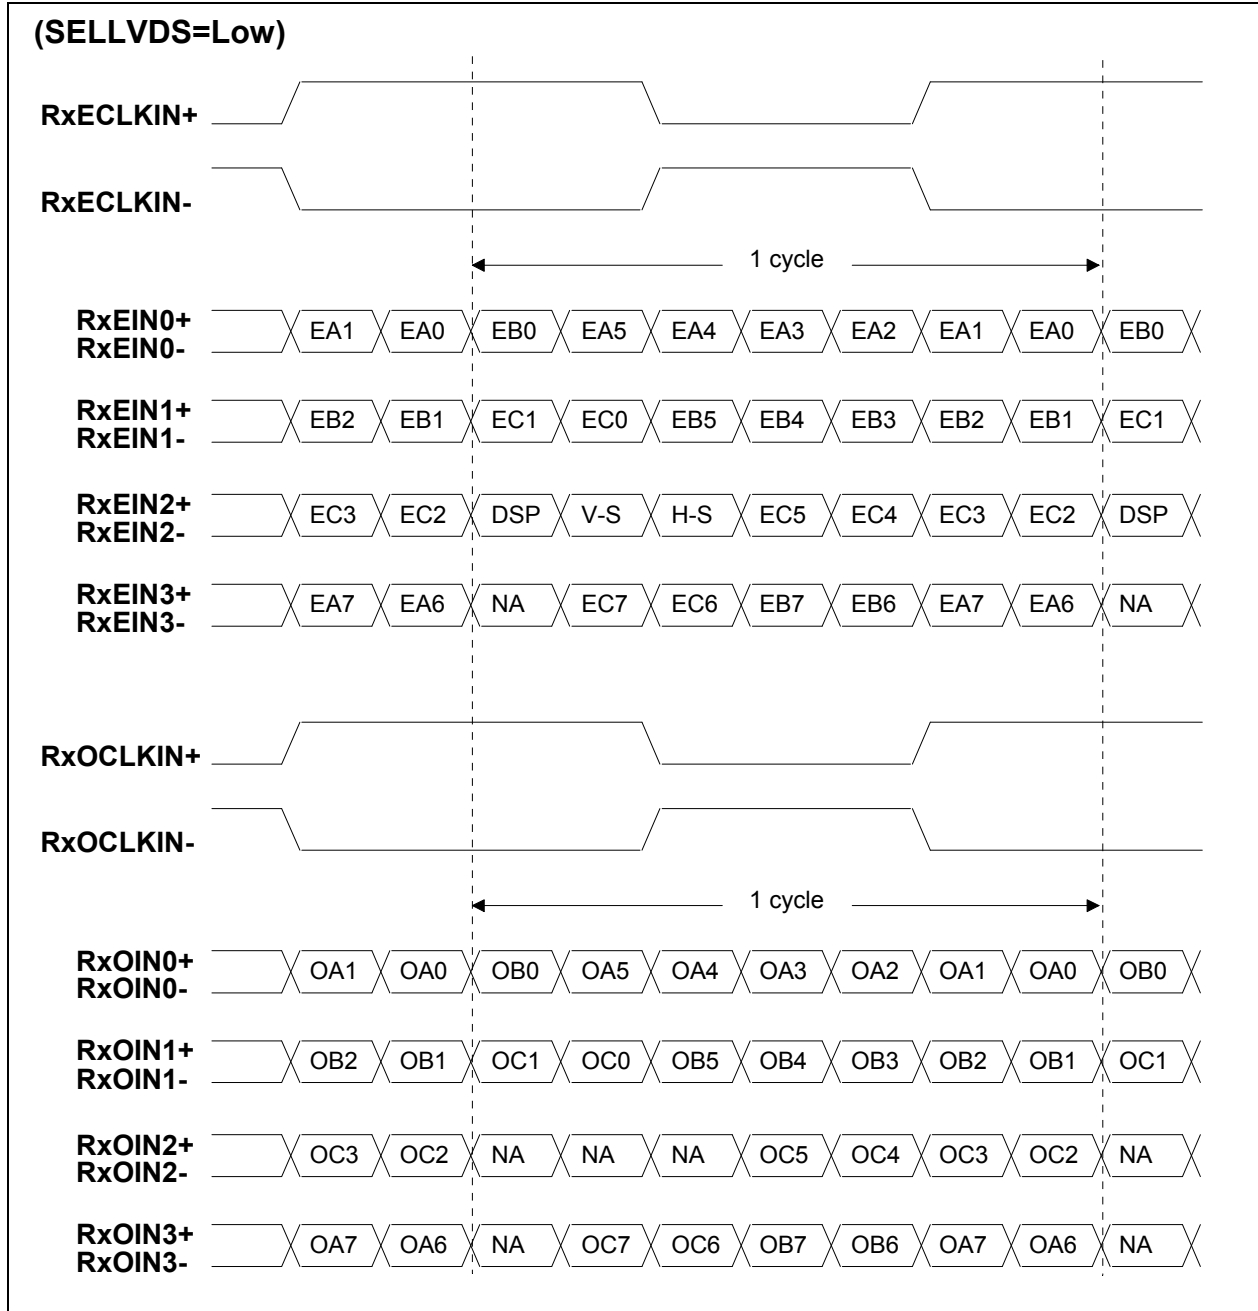 (SELLVDS=Low)
RxECLKIN+
RxECLKIN-
1 cycle
RxEIN0+
RxEIN0-
EA1 EA0 EB0 EA5 EA4 EA3 EA2 EA1 EA0 EB0
RxEIN1+
RxEIN1-
EB2 EB1 EC1 EC0 EB5 EB4 EB3 EB2 EB1 EC1
RxEIN2+
RxEIN2-
EC3 EC2 DSP V-S H-S EC5 EC4 EC3 EC2 DSP
RxEIN3+
RxEIN3-
EA7 EA6 NA EC7 EC6 EB7 EB6 EA7 EA6 NA
RxOCLKIN+
RxOCLKIN-
1 cycle
RxOIN0+
RxOIN0-
OA1 OA0 OB0 OA5 OA4 OA3 OA2 OA1 OA0 OB0
RxOIN1+
RxOIN1-
OB2 OB1 OC1 OC0 OB5 OB4 OB3 OB2 OB1 OC1
RxOIN2+
RxOIN2-
OC3 OC2 NA NA NA OC5 OC4 OC3 OC2 NA
RxOIN3+
RxOIN3-
OA7 OA6 NA OC7 OC6 OB7 OB6 OA7 OA6 NA